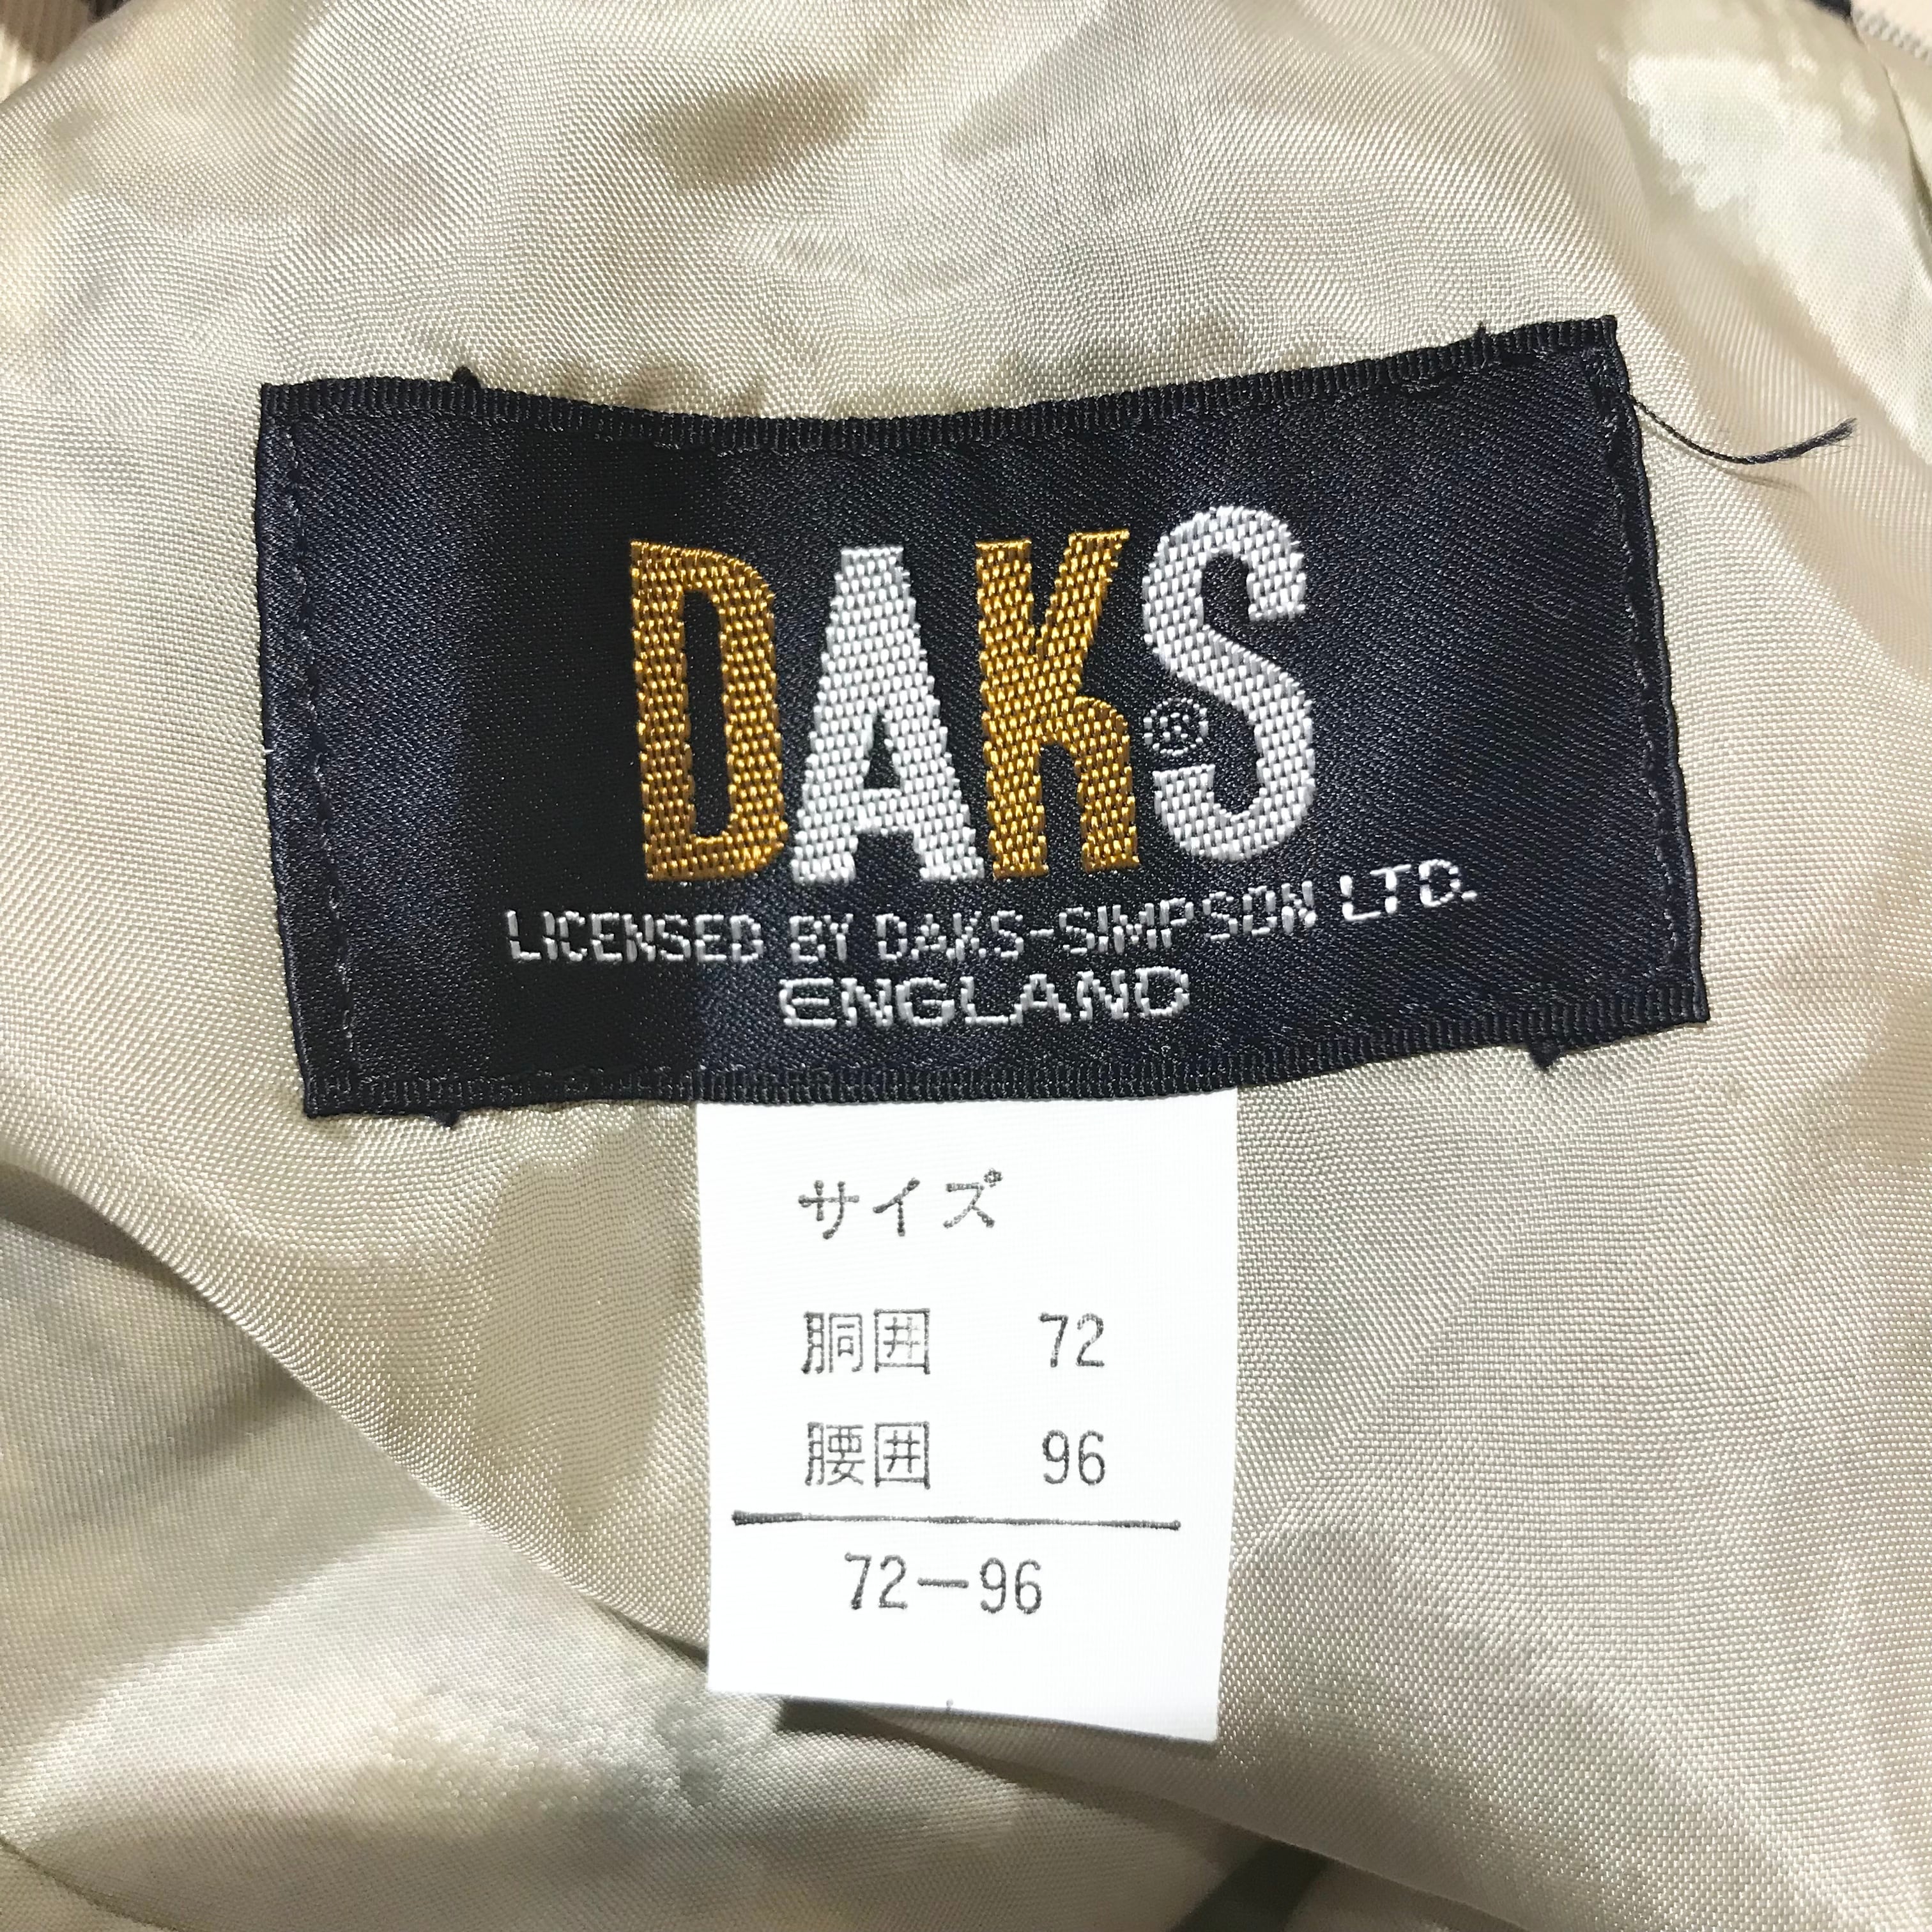 DAKS®
LICENSED BY DAKS-SIMPSON LTD.
ENGLAND
サイズ
胴囲 72
腰囲 96
72－96